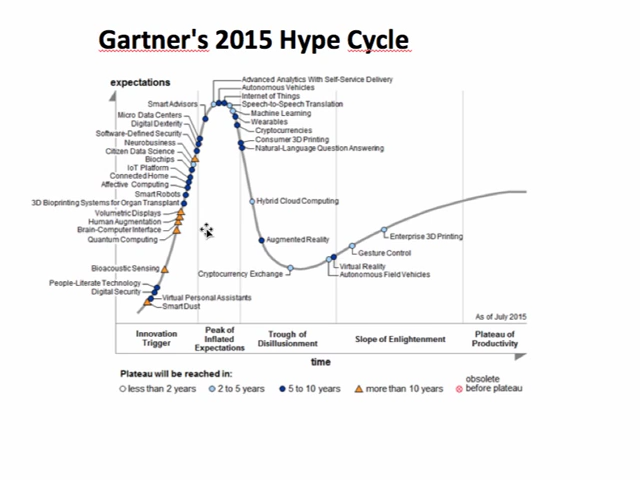 Gartner's 2015 Hype Cycle
expectations
Advanced Analytics With Self-Service Delivery
Autonomous Vehicles
Internet of Things
Speech-to-Speech Translation
Machine Learning
Wearables
Cryptocurrencies
Consumer 3D Printing
Natural-Language Question Answering
Smart Advisors
Micro Data Centers
Digital Dexterity
Software-Defined Security
Neurobusiness
Citizen Data Science
Biochips
IoT Platform
Connected Home
Affective Computing
Smart Robots
3D Bioprinting Systems for Organ Transplant
Volumetric Displays
Human Augmentation
Brain-Computer Interface
Quantum Computing
Bioacoustic Sensing
People-Literate Technology
Digital Security
Virtual Personal Assistants
Smart Dust
Hybrid Cloud Computing
Augmented Reality
Cryptocurrency Exchange
Enterprise 3D Printing
Gesture Control
Virtual Reality
Autonomous Field Vehicles
As of July 2015
Innovation
Trigger
Peak of
Inflated
Expectations
Trough of
Disillusionment
Slope of Enlightenment
Plateau of
Productivity
time
Plateau will be reached in:
less than 2 years
2 to 5 years
5 to 10 years
more than 10 years
obsolete
before plateau